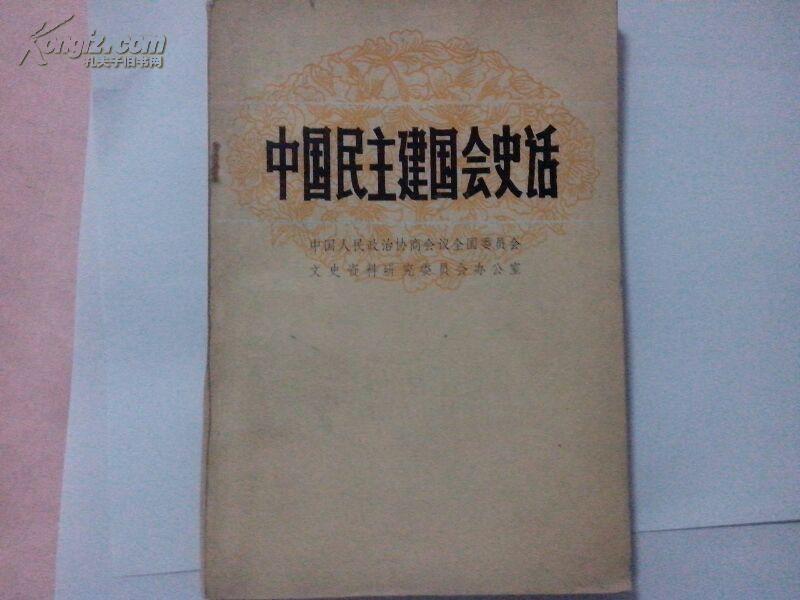 Kongfz.com
孔夫子旧书网
中国民主建国会史话
中国人民政治协商会议全国委员会
文史资料研究委员会办公室